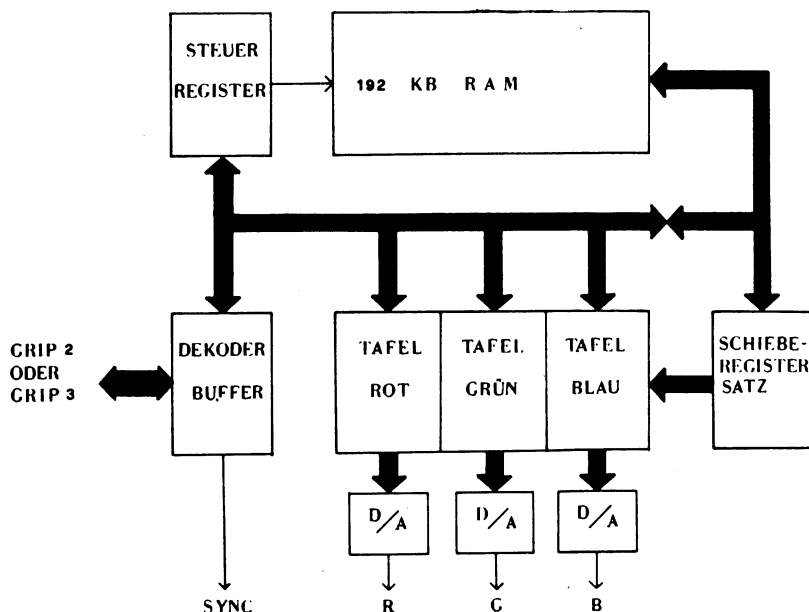 STEUER
REGISTER
192 KB RAM
GRIP 2
ODER
GRIP 3
DEKODER
BUFFER
TAFEL
ROT
TAFEL
GRÜN
TAFEL
BLAU
SCHIEBE-
REGISTER
SATZ
D/A
D/A
D/A
SYNC
R
G
B